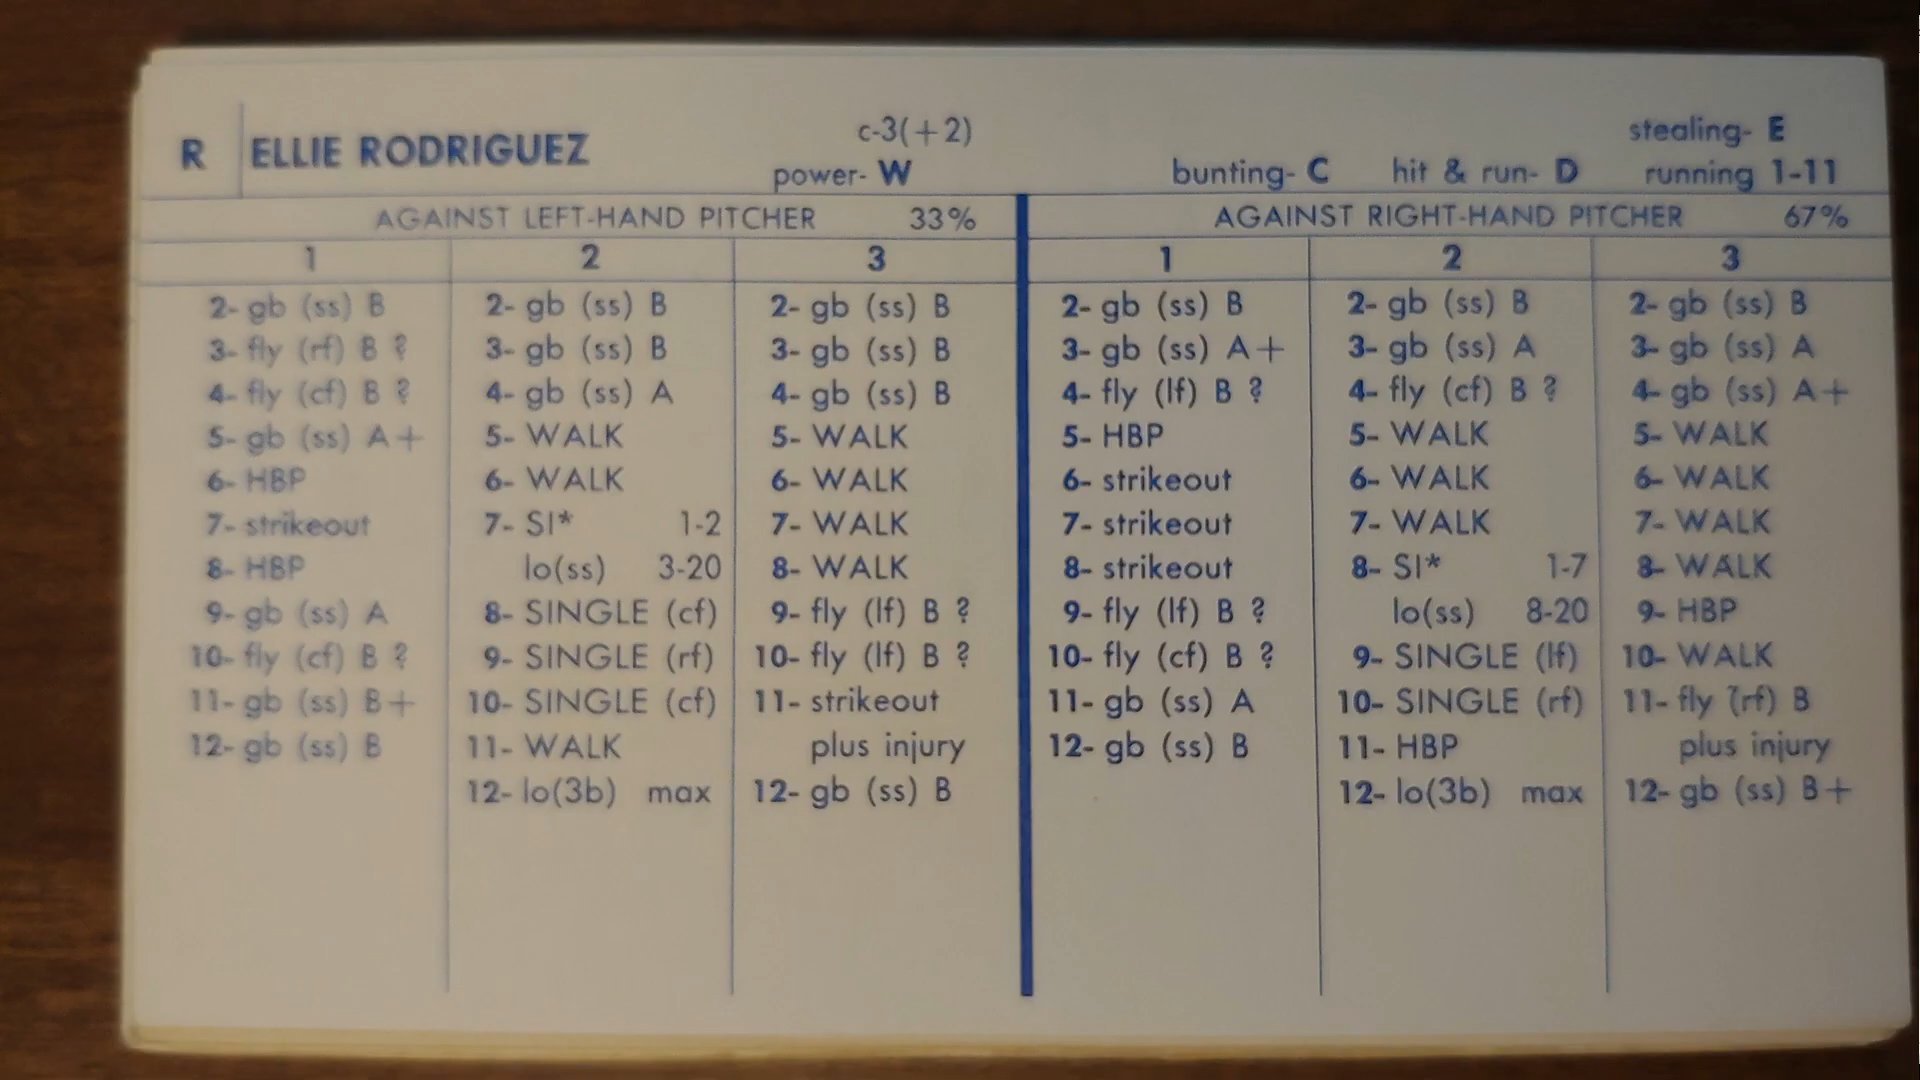 R ELLIE RODRIGUEZ
c-3(+2)
power- W
bunting- C
hit & run- D
stealing- E
running 1-11
AGAINST LEFT-HAND PITCHER 33%
1
2- gb (ss) B
3- fly (rf) B ?
4- fly (cf) B ?
5- gb (ss) A+
6- HBP
7- strikeout
8- HBP
9- gb (ss) A
10- fly (cf) B ?
11- gb (ss) B+
12- gb (ss) B
2
2- gb (ss) B
3- gb (ss) B
4- gb (ss) A
5- WALK
6- WALK
7- SI* 1-2
lo(ss) 3-20
8- SINGLE (cf)
9- SINGLE (rf)
10- SINGLE (cf)
11- WALK
12- lo(3b) max
3
2- gb (ss) B
3- gb (ss) B
4- gb (ss) B
5- WALK
6- WALK
7- WALK
8- WALK
9- fly (lf) B ?
10- fly (lf) B ?
11- strikeout
plus injury
12- gb (ss) B
AGAINST RIGHT-HAND PITCHER 67%
1
2- gb (ss) B
3- gb (ss) A+
4- fly (lf) B ?
5- HBP
6- strikeout
7- strikeout
8- strikeout
9- fly (lf) B ?
10- fly (cf) B ?
11- gb (ss) A
12- gb (ss) B
2
2- gb (ss) B
3- gb (ss) A
4- fly (cf) B ?
5- WALK
6- WALK
7- WALK
8- SI* 1-7
lo(ss) 8-20
9- SINGLE (lf)
10- SINGLE (rf)
11- HBP
12- lo(3b) max
3
2- gb (ss) B
3- gb (ss) A
4- gb (ss) A+
5- WALK
6- WALK
7- WALK
8- WALK
9- HBP
10- WALK
11- fly (rf) B
plus injury
12- gb (ss) B+